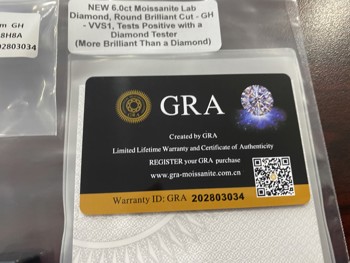 m GH
8H8A
202803034
NEW 6.0ct Moissanite Lab
Diamond, Round Brilliant Cut - GH
- VVS1, Tests Positive with a
Diamond Tester
(More Brilliant Than a Diamond)
GRA
Created by GRA
Limited Lifetime Warranty and Certificate of Authenticity
REGISTER your GRA purchase
www.gra-moissanite.com.cn
Warranty ID: GRA 202803034